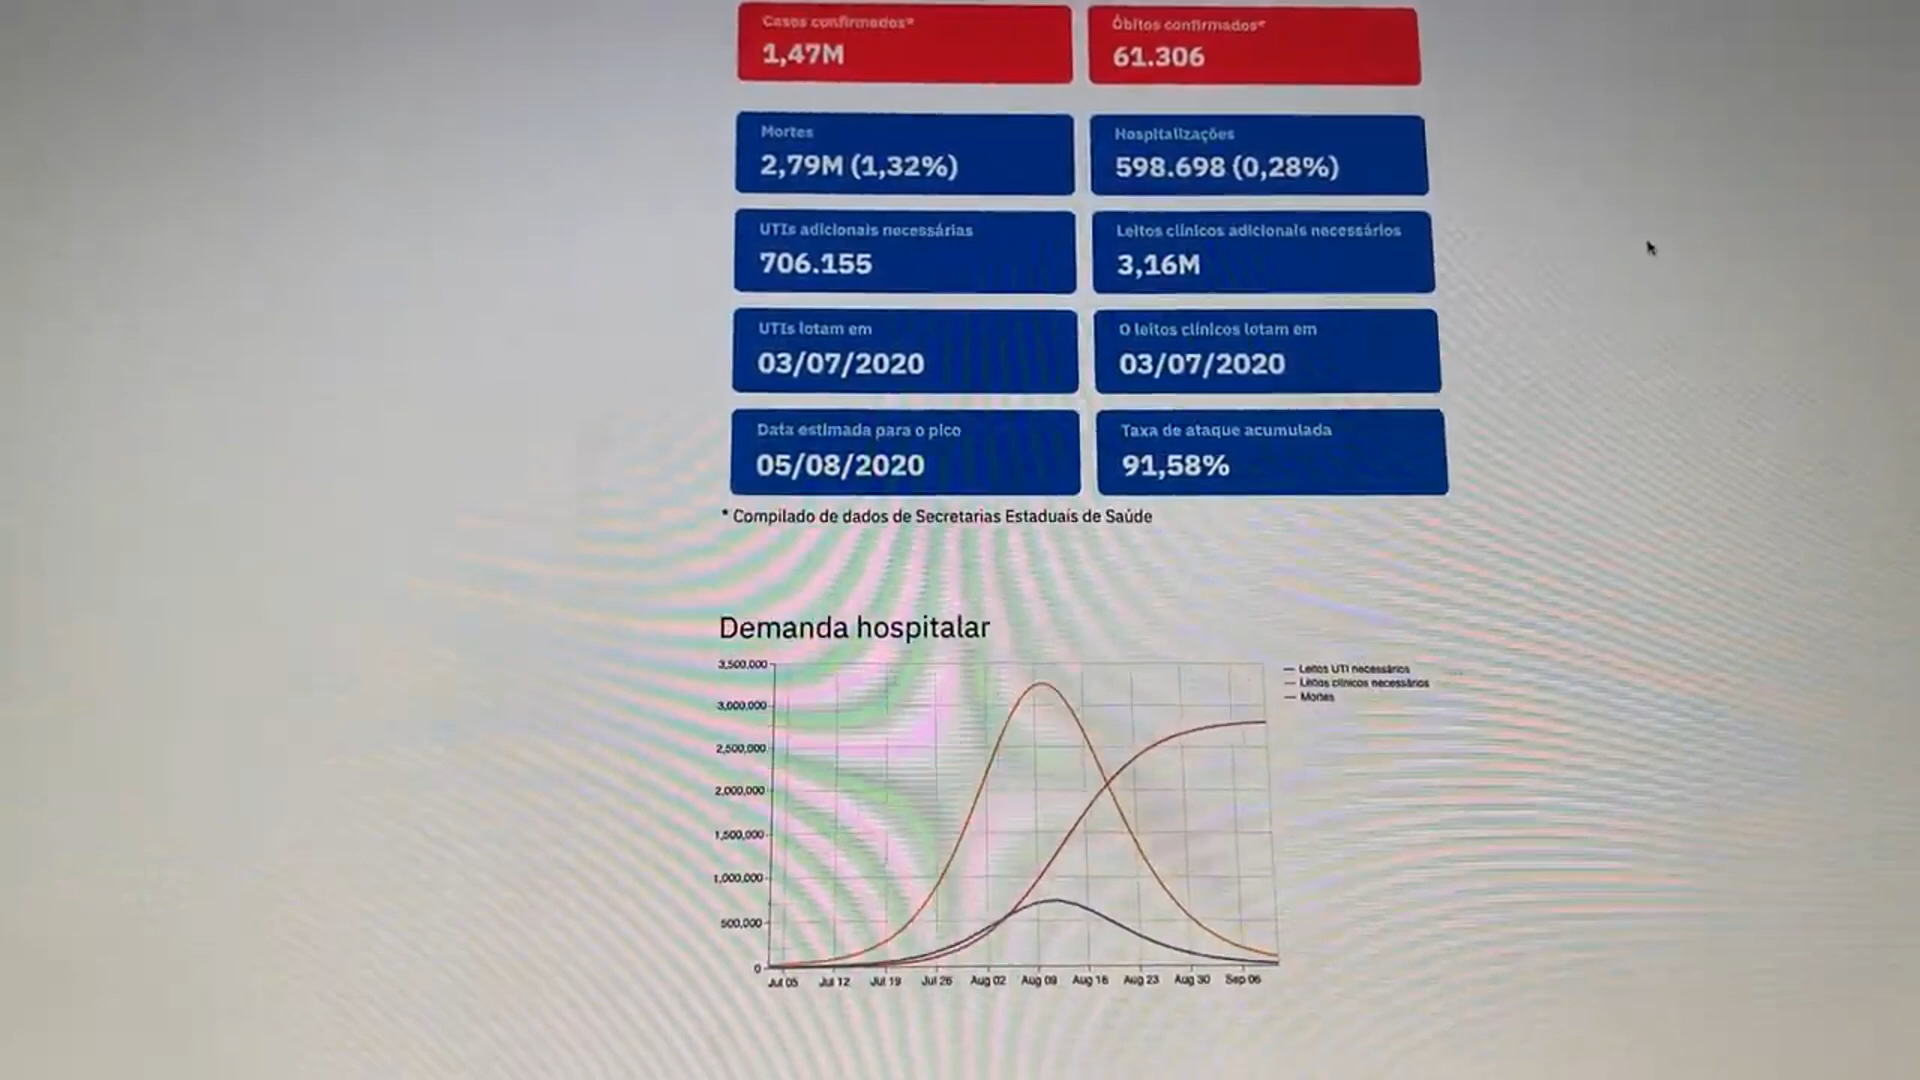 Casos confirmados*
1,47M
Óbitos confirmados*
61.306
Mortes
2,79M (1,32%)
Hospitalizações
598.698 (0,28%)
UTIs adicionais necessárias
706.155
Leitos clínicos adicionais necessários
3,16M
UTIs lotam em
03/07/2020
O leitos clínicos lotam em
03/07/2020
Data estimada para o pico
05/08/2020
Taxa de ataque acumulada
91,58%
* Compilado de dados de Secretarias Estaduais de Saúde
Demanda hospitalar
3,500,000
3,000,000
2,500,000
2,000,000
1,500,000
1,000,000
500,000
0
Jul 05 Jul 12 Jul 19 Jul 26 Aug 02 Aug 09 Aug 16 Aug 23 Aug 30 Sep 06
Leitos UTI necessários
Leitos clínicos necessários
Mortes